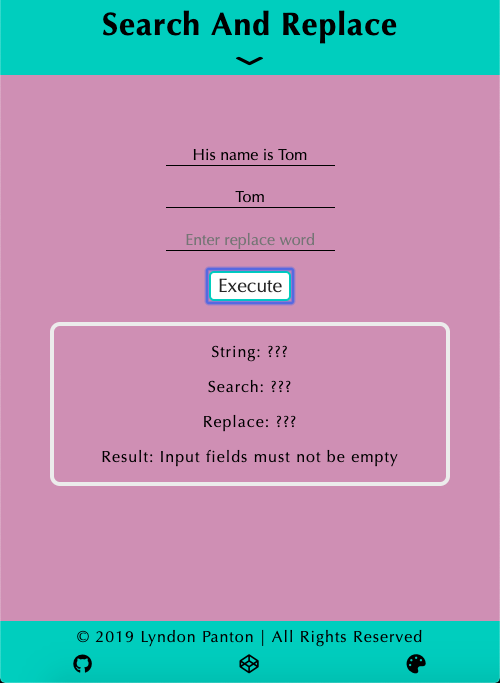 Search And Replace
His name is Tom
Tom
Enter replace word
Execute
String: ???
Search: ???
Replace: ???
Result: Input fields must not be empty
© 2019 Lyndon Panton | All Rights Reserved